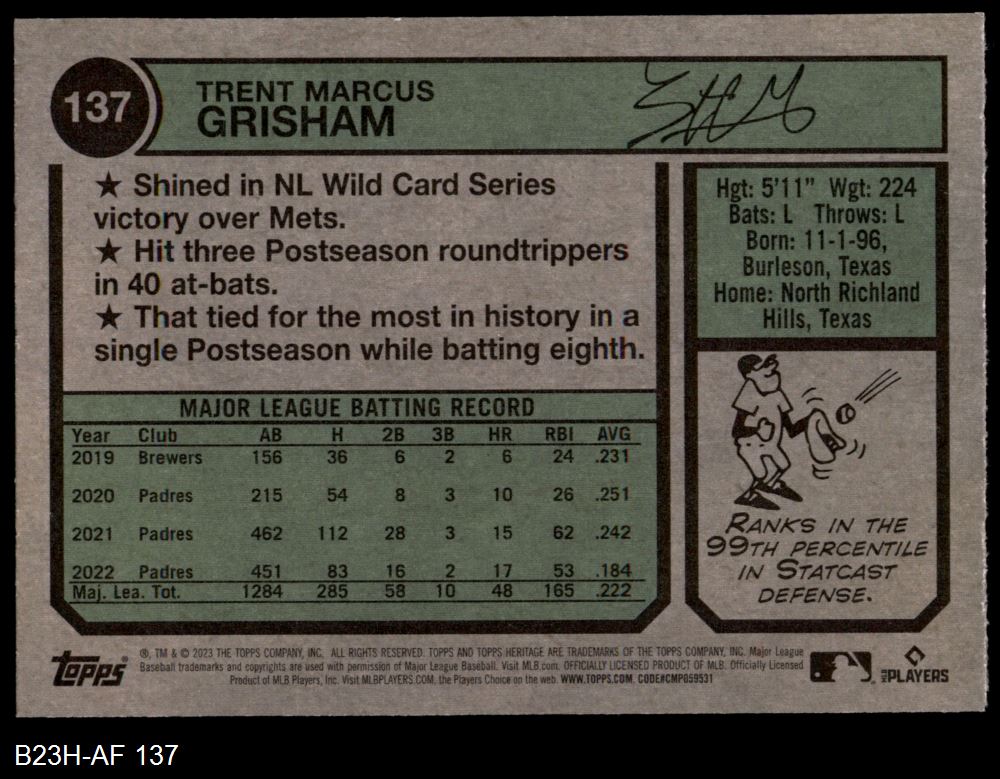 137
TRENT MARCUS
GRISHAM
★ Shined in NL Wild Card Series
victory over Mets.
★ Hit three Postseason roundtrippers
in 40 at-bats.
★ That tied for the most in history in a
single Postseason while batting eighth.
Hgt: 5'11" Wgt: 224
Bats: L Throws: L
Born: 11-1-96,
Burleson, Texas
Home: North Richland
Hills, Texas
MAJOR LEAGUE BATTING RECORD
Year Club AB H 2B 3B HR RBI AVG
2019 Brewers 156 36 6 2 6 24 .231
2020 Padres 215 54 8 3 10 26 .251
2021 Padres 462 112 28 3 15 62 .242
2022 Padres 451 83 16 2 17 53 .184
Maj. Lea. Tot. 1284 285 58 10 48 165 .222
RANKS IN THE
99TH PERCENTILE
IN STATCAST
DEFENSE.
TOPPS
®, TM & © 2023 THE TOPPS COMPANY, INC. ALL RIGHTS RESERVED. TOPPS AND TOPPS HERITAGE ARE TRADEMARKS OF THE TOPPS COMPANY, INC. Major League
Baseball trademarks and copyrights are used with permission of Major League Baseball. Visit MLB.com. OFFICIALLY LICENSED PRODUCT OF MLB. Officially Licensed
Product of MLB Players, Inc. Visit MLBPLAYERS.COM, the Players Choice on the web. WWW.TOPPS.COM. CODE#CMP059531
MLB PLAYERS
B23H-AF 137